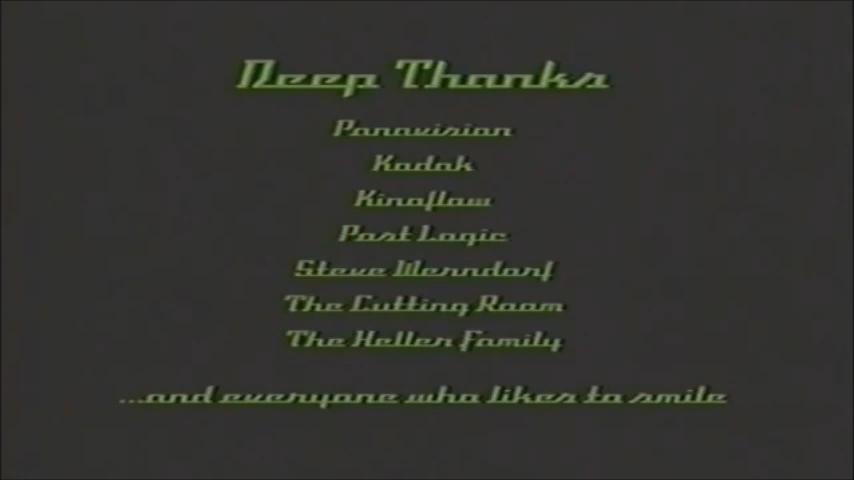 Deep Thanks
Panavision
Kodak
Kinoflow
Post Logic
Steve Werndorf
The Cutting Room
The Heller Family
...and everyone who likes to smile